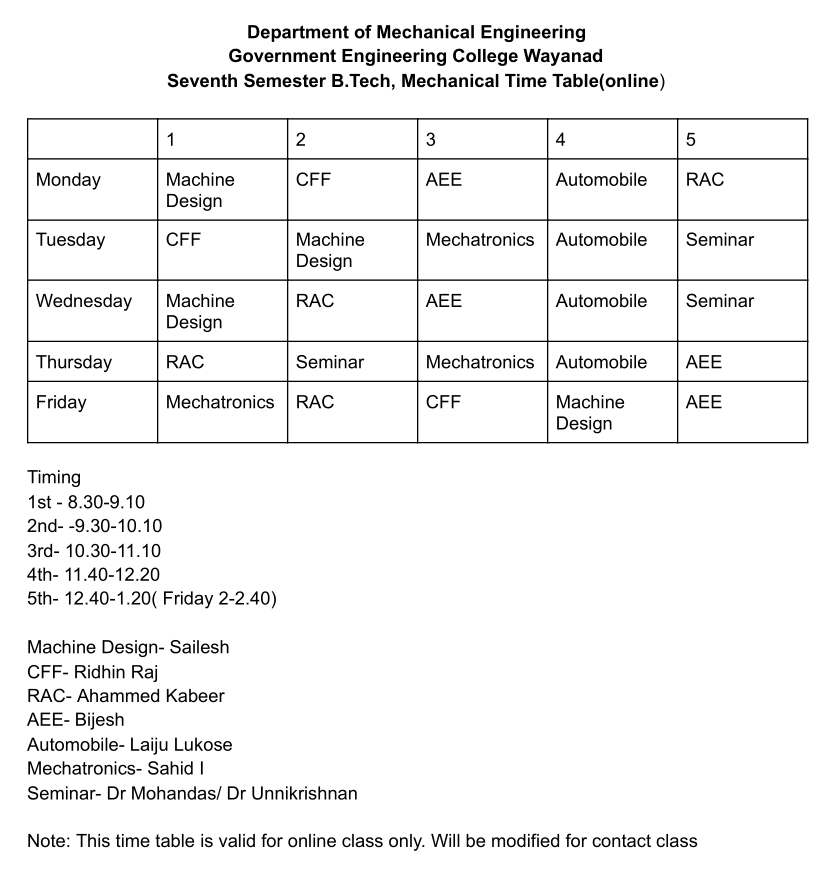 Department of Mechanical Engineering
Government Engineering College Wayanad
Seventh Semester B.Tech, Mechanical Time Table(online)
1 2 3 4 5
Monday Machine Design CFF AEE Automobile RAC
Tuesday CFF Machine Design Mechatronics Automobile Seminar
Wednesday Machine Design RAC AEE Automobile Seminar
Thursday RAC Seminar Mechatronics Automobile AEE
Friday Mechatronics RAC CFF Machine Design AEE
Timing
1st - 8.30-9.10
2nd- -9.30-10.10
3rd- 10.30-11.10
4th- 11.40-12.20
5th- 12.40-1.20( Friday 2-2.40)
Machine Design- Sailesh
CFF- Ridhin Raj
RAC- Ahammed Kabeer
AEE- Bijesh
Automobile- Laiju Lukose
Mechatronics- Sahid I
Seminar- Dr Mohandas/ Dr Unnikrishnan
Note: This time table is valid for online class only. Will be modified for contact class